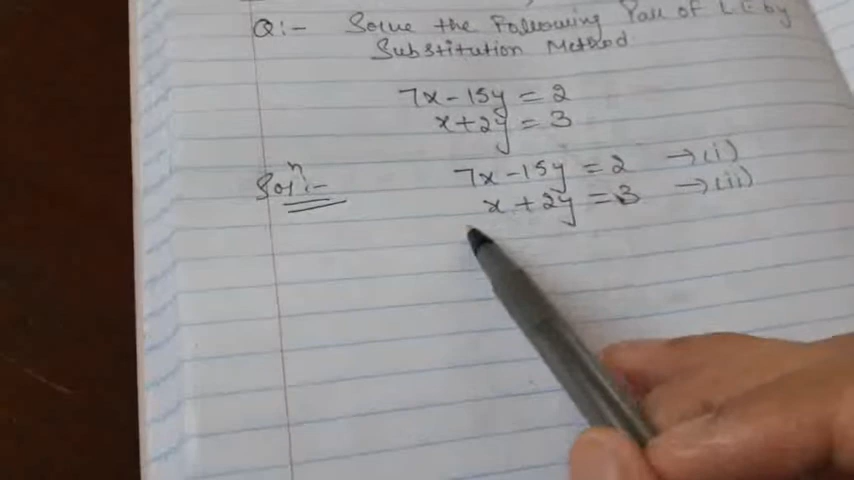 Q:- Solve the Following Pair of L E by
Substitution Method
7x - 15y = 2
x + 2y = 3
Solⁿ:- 7x - 15y = 2 → (i)
x + 2y = 3 → (ii)